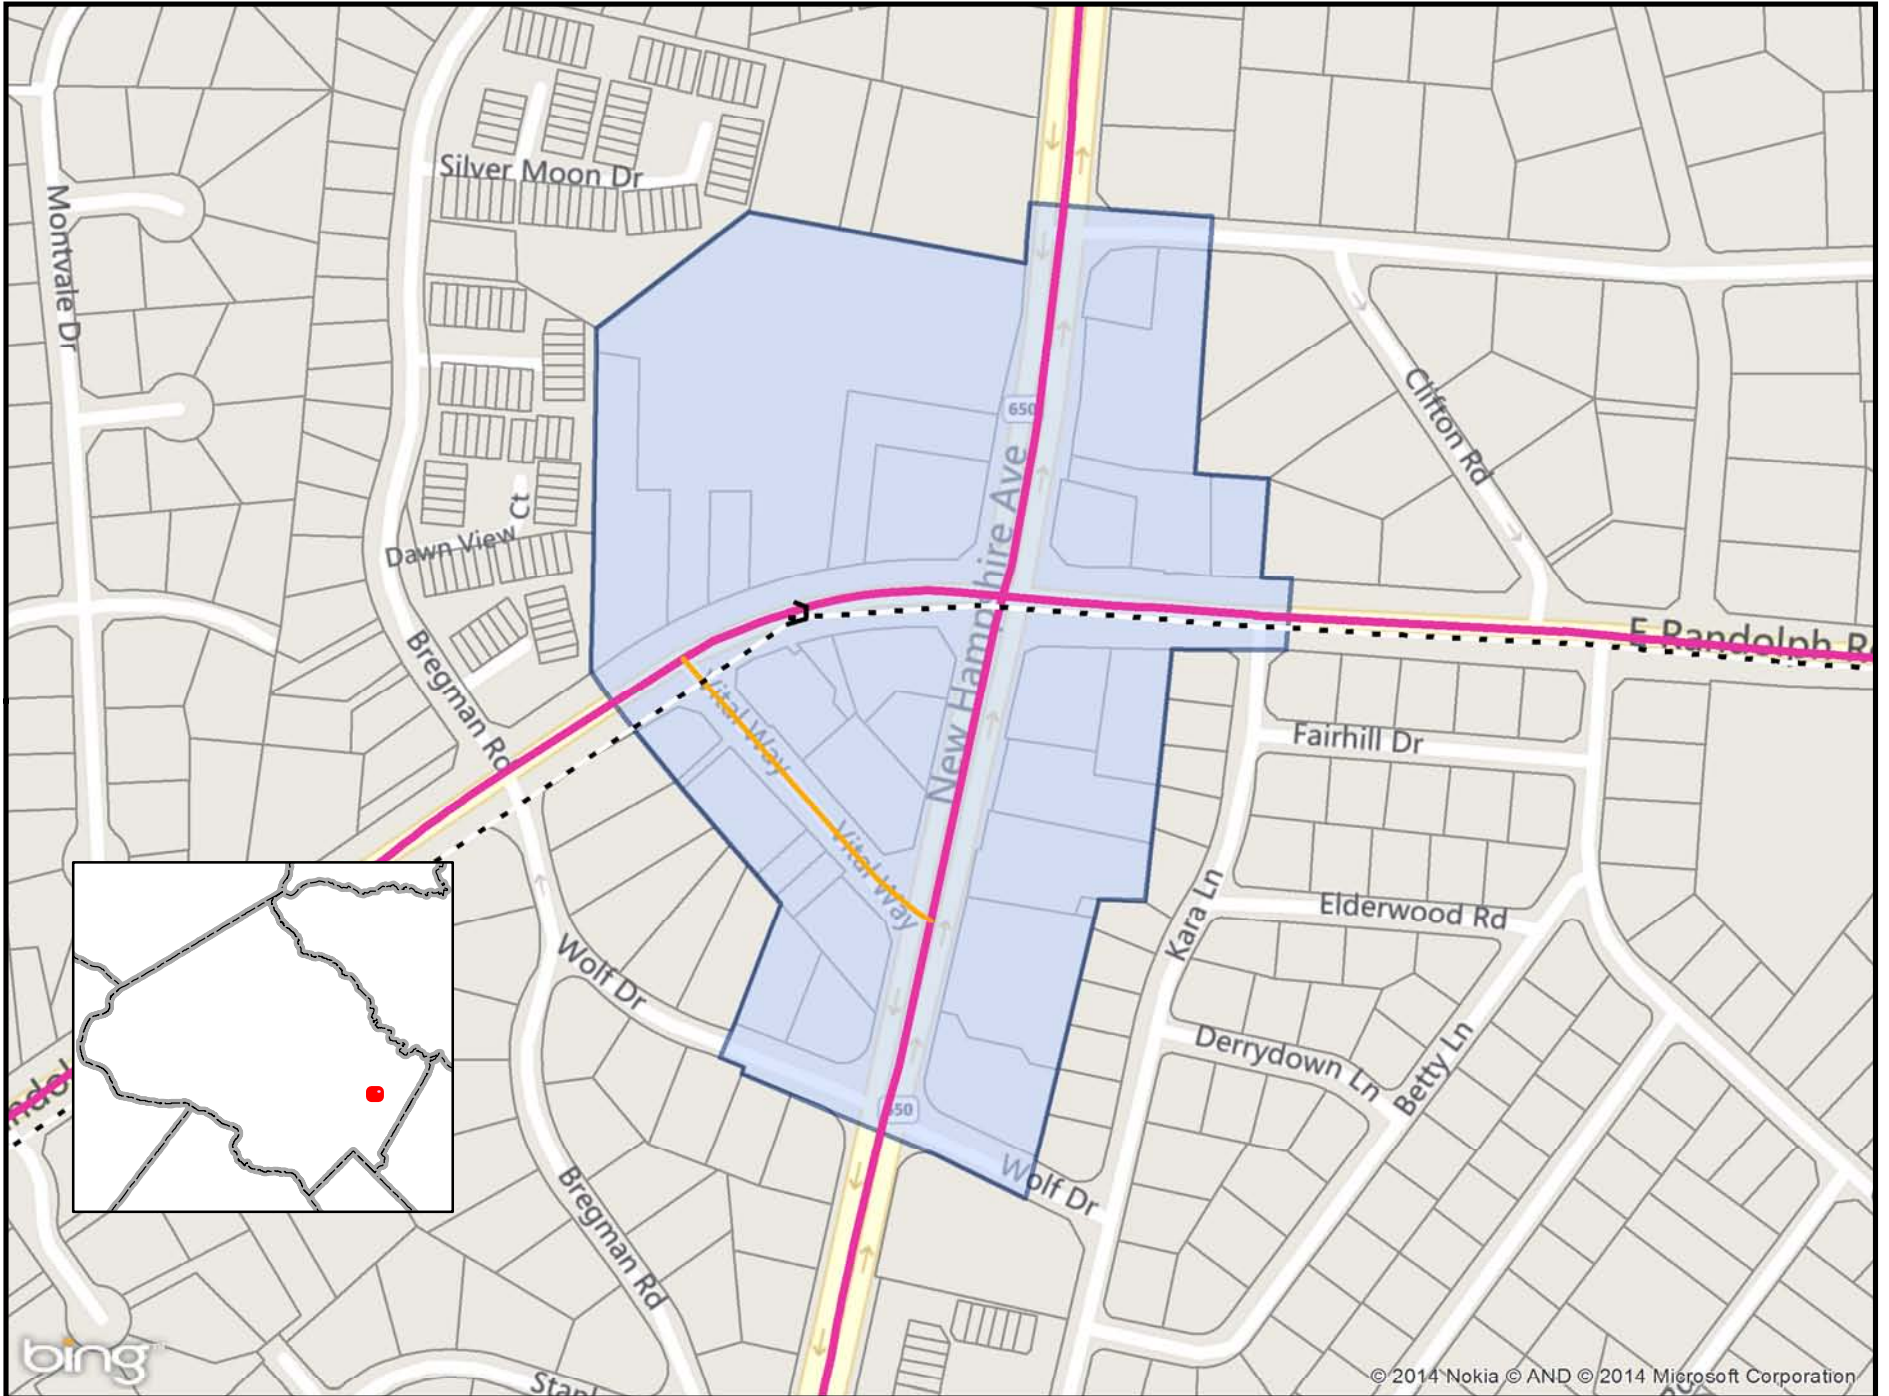 Silver Moon Dr
Montvale Dr
Clifton Rd
650
New Hampshire Ave
Dawn View Ct
E Randolph R
Bregman Rd
Vital Way
Fairhill Dr
Vital Way
Kara Ln
Elderwood Rd
Wolf Dr
Derrydown Ln
Betty Ln
ndol
650
Wolf Dr
Bregman Rd
bing
Stanl
© 2014 Nokia © AND © 2014 Microsoft Corporation